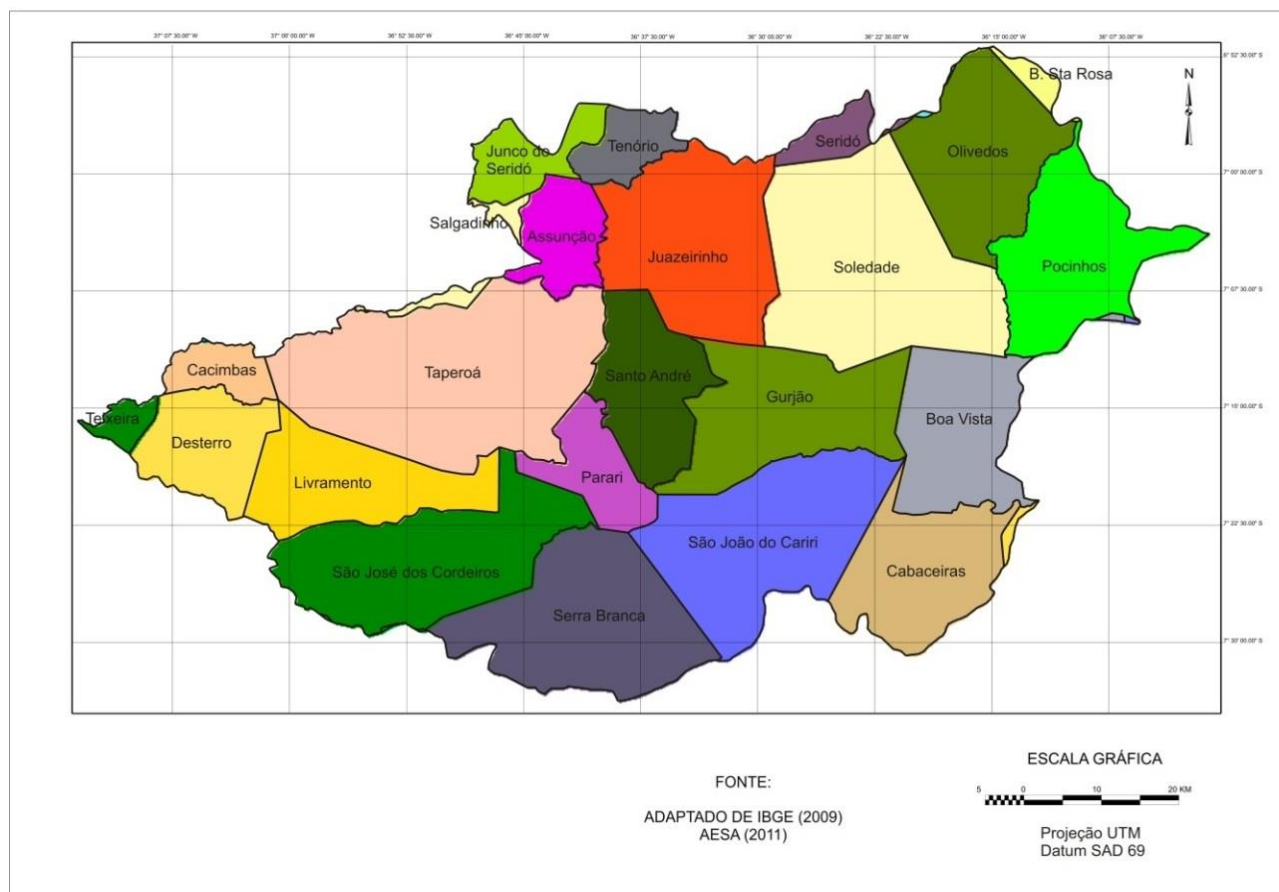 37° 07' 30.00" W
37° 00' 00.00" W
36° 52' 30.00" W
36° 45' 00.00" W
36° 37' 30.00" W
36° 30' 00.00" W
36° 22' 30.00" W
36° 15' 00.00" W
36° 07' 30.00" W
6° 52' 30.00" S
B. Sta Rosa
N
Tenório
Seridó
Junco do
Seridó
Olivedos
7° 00' 00.00" S
Salgadinho
Assunção
Juazeirinho
Soledade
Pocinhos
7° 07' 30.00" S
Cacimbas
Taperoá
Santo André
Gurjão
7° 15' 00.00" S
Teixeira
Boa Vista
Desterro
Livramento
Parari
7° 22' 30.00" S
São João do Cariri
São José dos Cordeiros
Cabaceiras
Serra Branca
7° 30' 00.00" S
ESCALA GRÁFICA
FONTE:
5 0 10 20 KM
ADAPTADO DE IBGE (2009)
AESA (2011)
Projeção UTM
Datum SAD 69